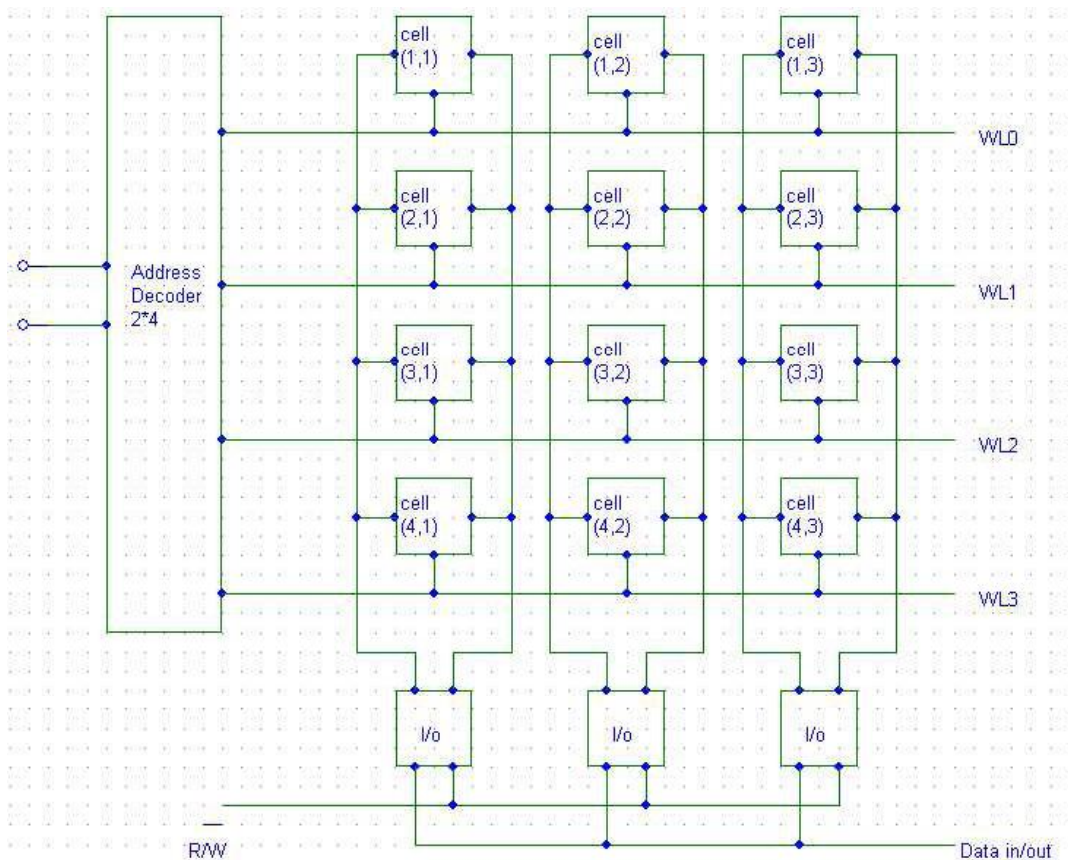 cell
(1,1)
cell
(1,2)
cell
(1,3)
WL0
cell
(2,1)
cell
(2,2)
cell
(2,3)
Address
Decoder
2*4
WL1
cell
(3,1)
cell
(3,2)
cell
(3,3)
WL2
cell
(4,1)
cell
(4,2)
cell
(4,3)
WL3
I/o
I/o
I/o
R/W
Data in/out